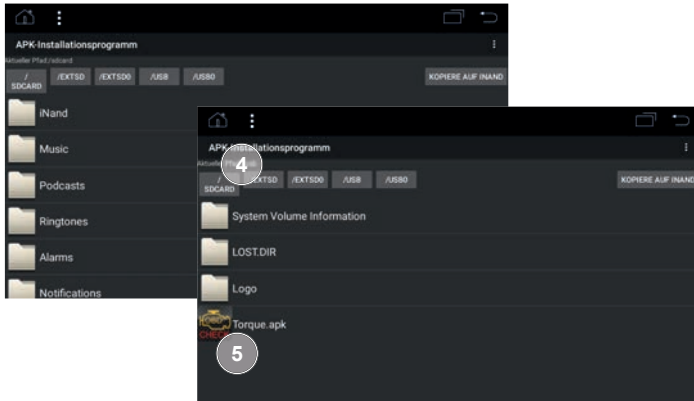 APK-Installationsprogramm
Aktueller Pfad:/sdcard
/SDCARD
/EXTSD
/EXTSD0
/USB
/USB0
KOPIERE AUF INAND
iNand
Music
Podcasts
Ringtones
Alarms
Notifications
APK-Installationsprogramm
Aktueller
4
/SDCARD
/EXTSD
/EXTSD0
/USB
/USB0
KOPIERE AUF INAND
System Volume Information
LOST.DIR
Logo
Torque.apk
CHECK
5